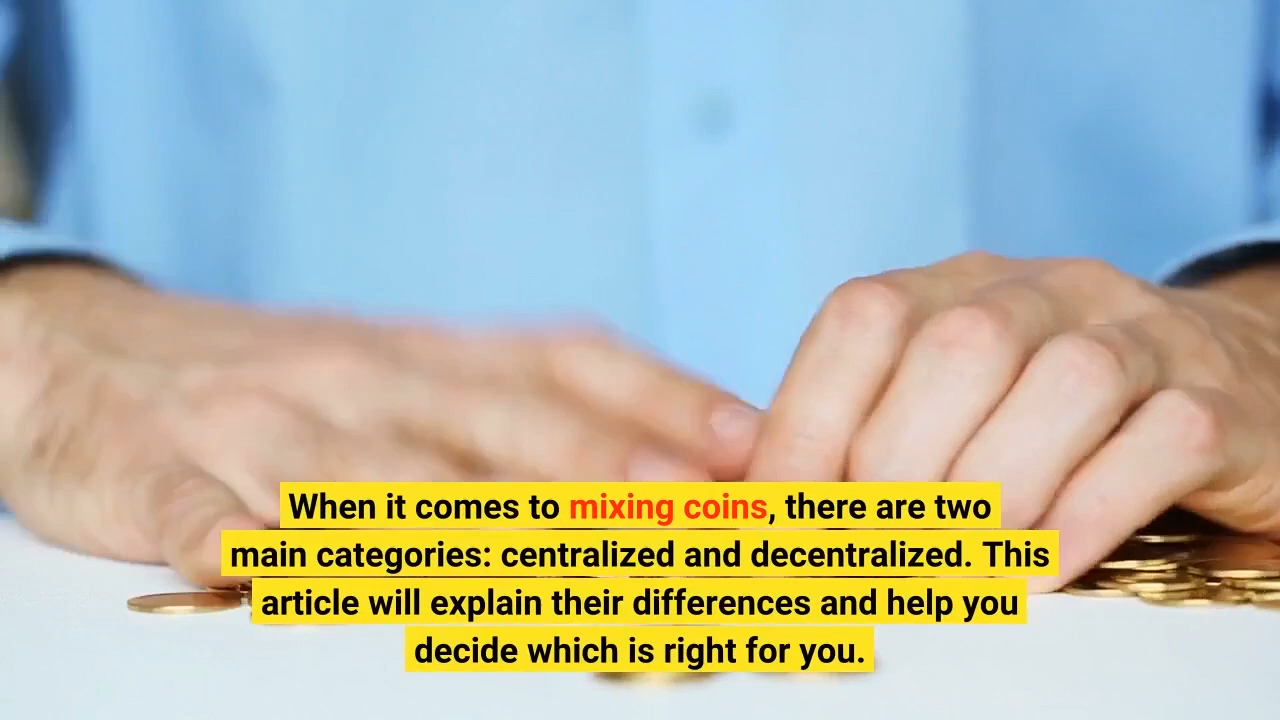 When it comes to mixing coins, there are two
main categories: centralized and decentralized. This
article will explain their differences and help you
decide which is right for you.